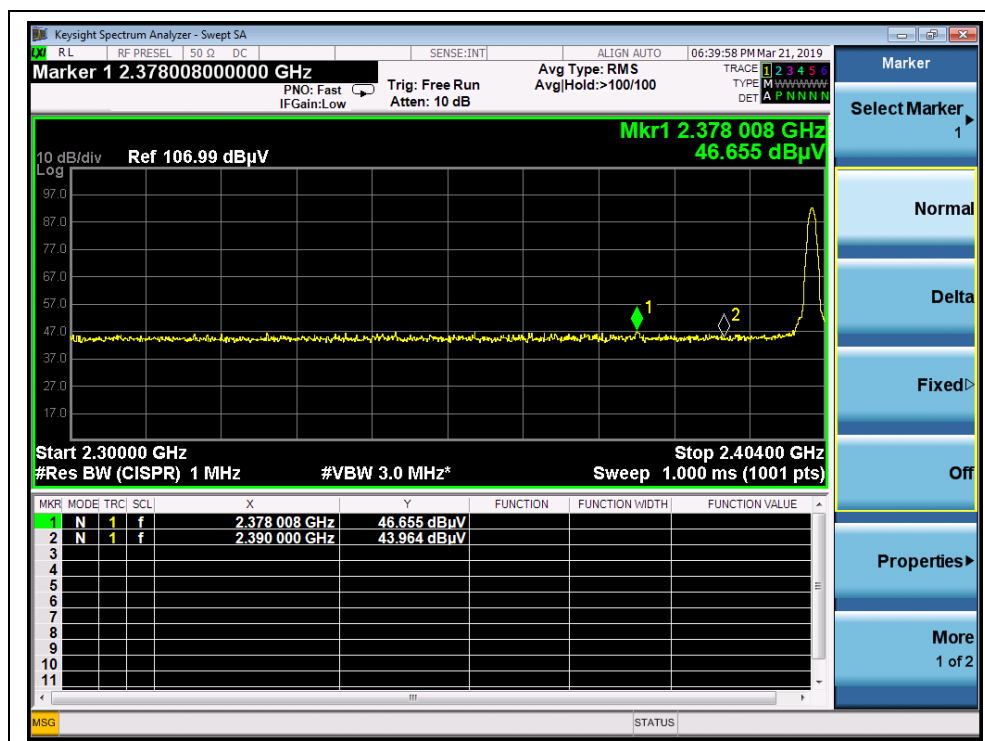 Keysight Spectrum Analyzer - Swept SA
LXI RL RF PRESEL 50 Ω DC SENSE:INT ALIGN AUTO 06:39:58 PM Mar 21, 2019
Marker 1 2.378008000000 GHz
PNO: Fast
IFGain:Low
Trig: Free Run
Atten: 10 dB
Avg Type: RMS
Avg|Hold:>100/100
TRACE 1 2 3 4 5 6
TYPE M W W W W W
DET A P N N N N
Mkr1 2.378 008 GHz
46.655 dBµV
10 dB/div Ref 106.99 dBµV
Log
97.0
87.0
77.0
67.0
57.0
47.0
37.0
27.0
17.0
1
2
Start 2.30000 GHz Stop 2.40400 GHz
#Res BW (CISPR) 1 MHz #VBW 3.0 MHz* Sweep 1.000 ms (1001 pts)
MKR MODE TRC SCL X Y FUNCTION FUNCTION WIDTH FUNCTION VALUE
1 N 1 f 2.378 008 GHz 46.655 dBµV
2 N 1 f 2.390 000 GHz 43.964 dBµV
3
4
5
6
7
8
9
10
11
MSG STATUS
Marker
Select Marker
1
Normal
Delta
Fixed
Off
Properties
More
1 of 2